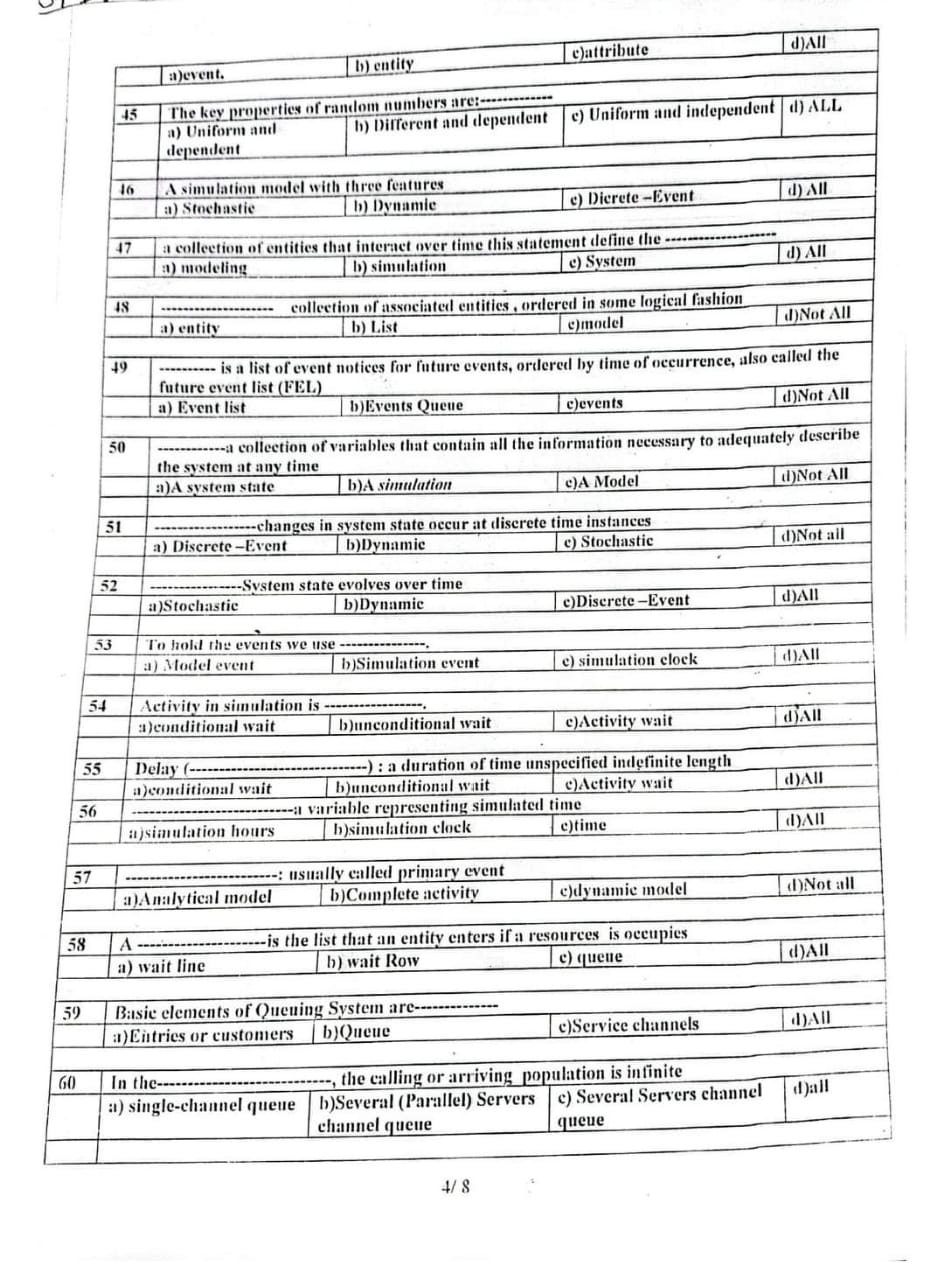 a)event. b) entity c)attribute d)All
45 The key properties of random numbers are:-------------
a) Uniform and dependent b) Different and dependent c) Uniform and independent d) ALL
46 A simulation model with three features
a) Stochastic b) Dynamic c) Dicrete –Event d) All
47 a collection of entities that interact over time this statement define the -------------------
a) modeling b) simulation c) System d) All
48 ------------------- collection of associated entities , ordered in some logical fashion
a) entity b) List c)model d)Not All
49 ---------- is a list of event notices for future events, ordered by time of occurrence, also called the
future event list (FEL)
a) Event list b)Events Queue c)events d)Not All
50 ------------a collection of variables that contain all the information necessary to adequately describe
the system at any time
a)A system state b)A simulation c)A Model d)Not All
51 -----------------changes in system state occur at discrete time instances
a) Discrete –Event b)Dynamic c) Stochastic d)Not all
52 ---------------System state evolves over time
a)Stochastic b)Dynamic c)Discrete –Event d)All
53 To hold the events we use --------------.
a) Model event b)Simulation event c) simulation clock d)All
54 Activity in simulation is ----------------.
a)conditional wait b)unconditional wait c)Activity wait d)All
55 Delay (-----------------------------) : a duration of time unspecified indefinite length
a)conditional wait b)unconditional wait c)Activity wait d)All
56 --------------------------a variable representing simulated time
a)simulation hours b)simulation clock c)time d)All
57 -------------------------: usually called primary event
a)Analytical model b)Complete activity c)dynamic model d)Not all
58 A ---------------------is the list that an entity enters if a resources is occupies
a) wait line b) wait Row c) queue d)All
59 Basic elements of Queuing System are-------------
a)Entries or customers b)Queue c)Service channels d)All
60 In the----------------------------, the calling or arriving population is infinite
a) single-channel queue b)Several (Parallel) Servers c) Several Servers channel d)all
channel queue queue
4/ 8